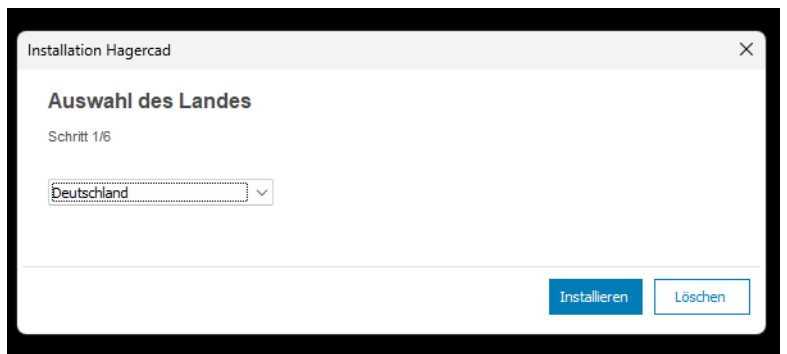 Installation Hagercad
Auswahl des Landes
Schritt 1/6
Deutschland
Installieren
Löschen